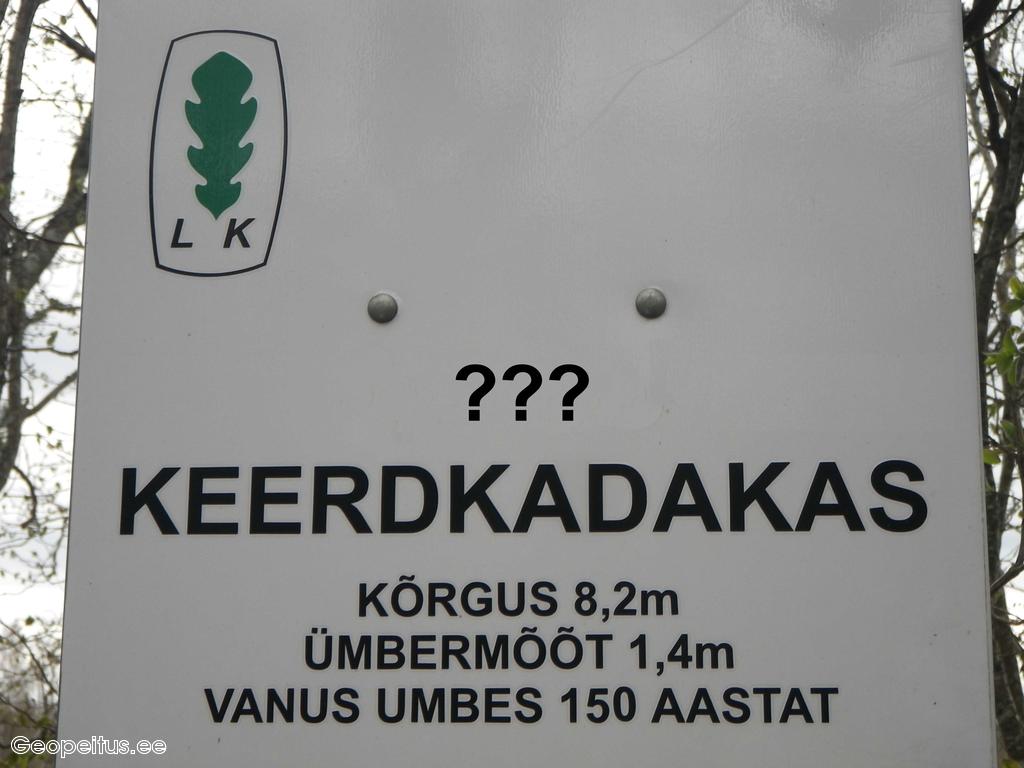 L K
???
KEERDKADAKAS
KÕRGUS 8,2m
ÜMBERMÕÕT 1,4m
VANUS UMBES 150 AASTAT
Geopeitus.ee